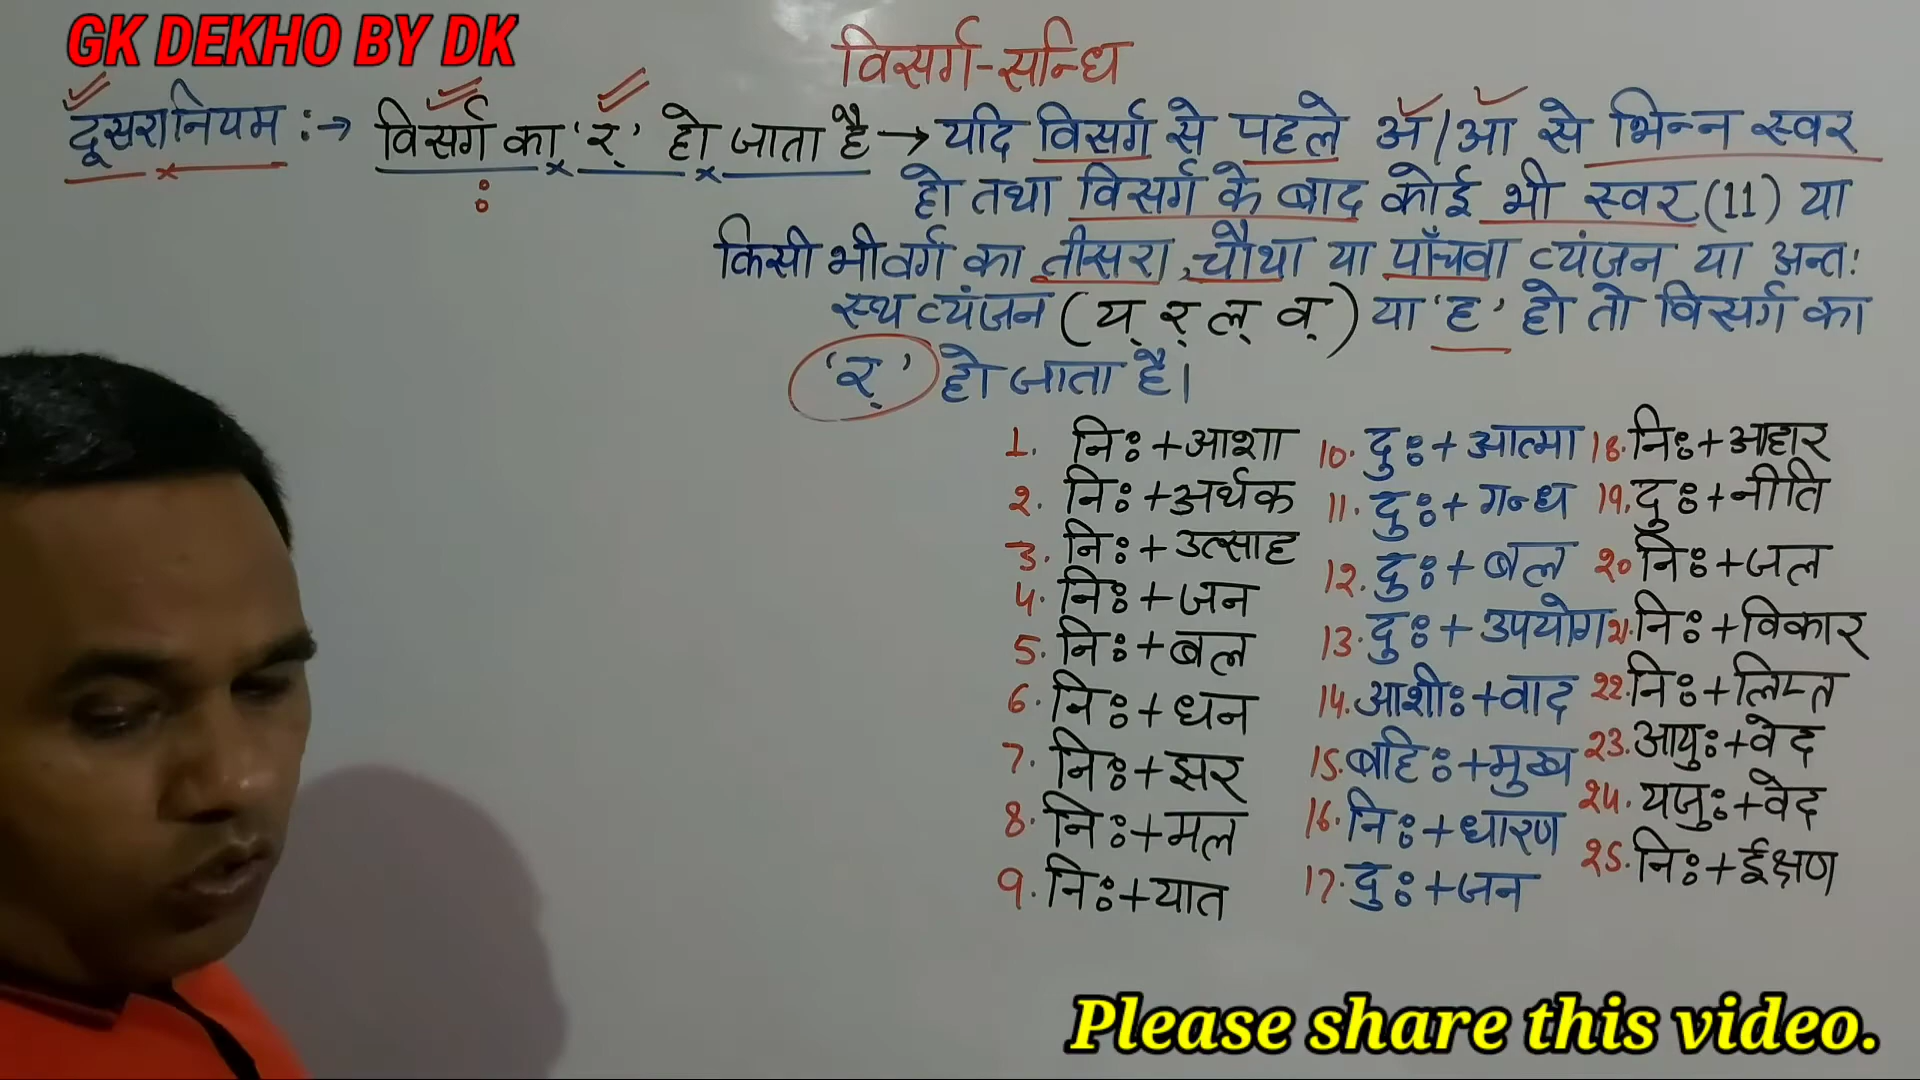 GK DEKHO BY DK
विसर्ग-सन्धि
दूसरा नियम :→ विसर्ग का 'र्' हो जाता है → यदि विसर्ग से पहले अ/आ से भिन्न स्वर
हो तथा विसर्ग के बाद कोई भी स्वर (11) या
किसी भी वर्ग का तीसरा, चौथा या पाँचवा व्यंजन या अन्तः
स्थ व्यंजन (य् र् ल् व्) या 'ह' हो तो विसर्ग का
'र्' हो जाता है।
1. निः + आशा
2. निः + अर्थक
3. निः + उत्साह
4. निः + जन
5. निः + बल
6. निः + धन
7. निः + झर
8. निः + मल
9. निः + यात
10. दुः + आत्मा
11. दुः + गन्ध
12. दुः + बल
13. दुः + उपयोग
14. आशीः + वाद
15. बहिः + मुख
16. निः + धारण
17. दुः + जन
18. निः + आहार
19. दुः + नीति
20 निः + जल
21. निः + विकार
22. निः + लिप्त
23. आयुः + वेद
24. यजुः + वेद
25. निः + ईक्षण
Please share this video.